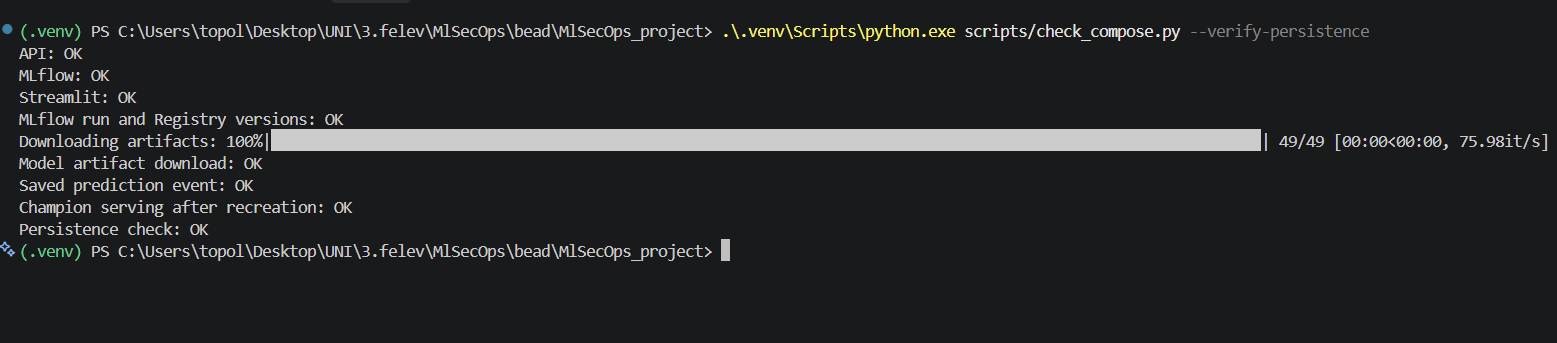 (.venv) PS C:\Users\topol\Desktop\UNI\3.felev\MlSecOps\bead\MlSecOps_project> .\.venv\Scripts\python.exe scripts/check_compose.py --verify-persistence
API: OK
MLflow: OK
Streamlit: OK
MLflow run and Registry versions: OK
Downloading artifacts: 100%| | 49/49 [00:00<00:00, 75.98it/s]
Model artifact download: OK
Saved prediction event: OK
Champion serving after recreation: OK
Persistence check: OK
(.venv) PS C:\Users\topol\Desktop\UNI\3.felev\MlSecOps\bead\MlSecOps_project>